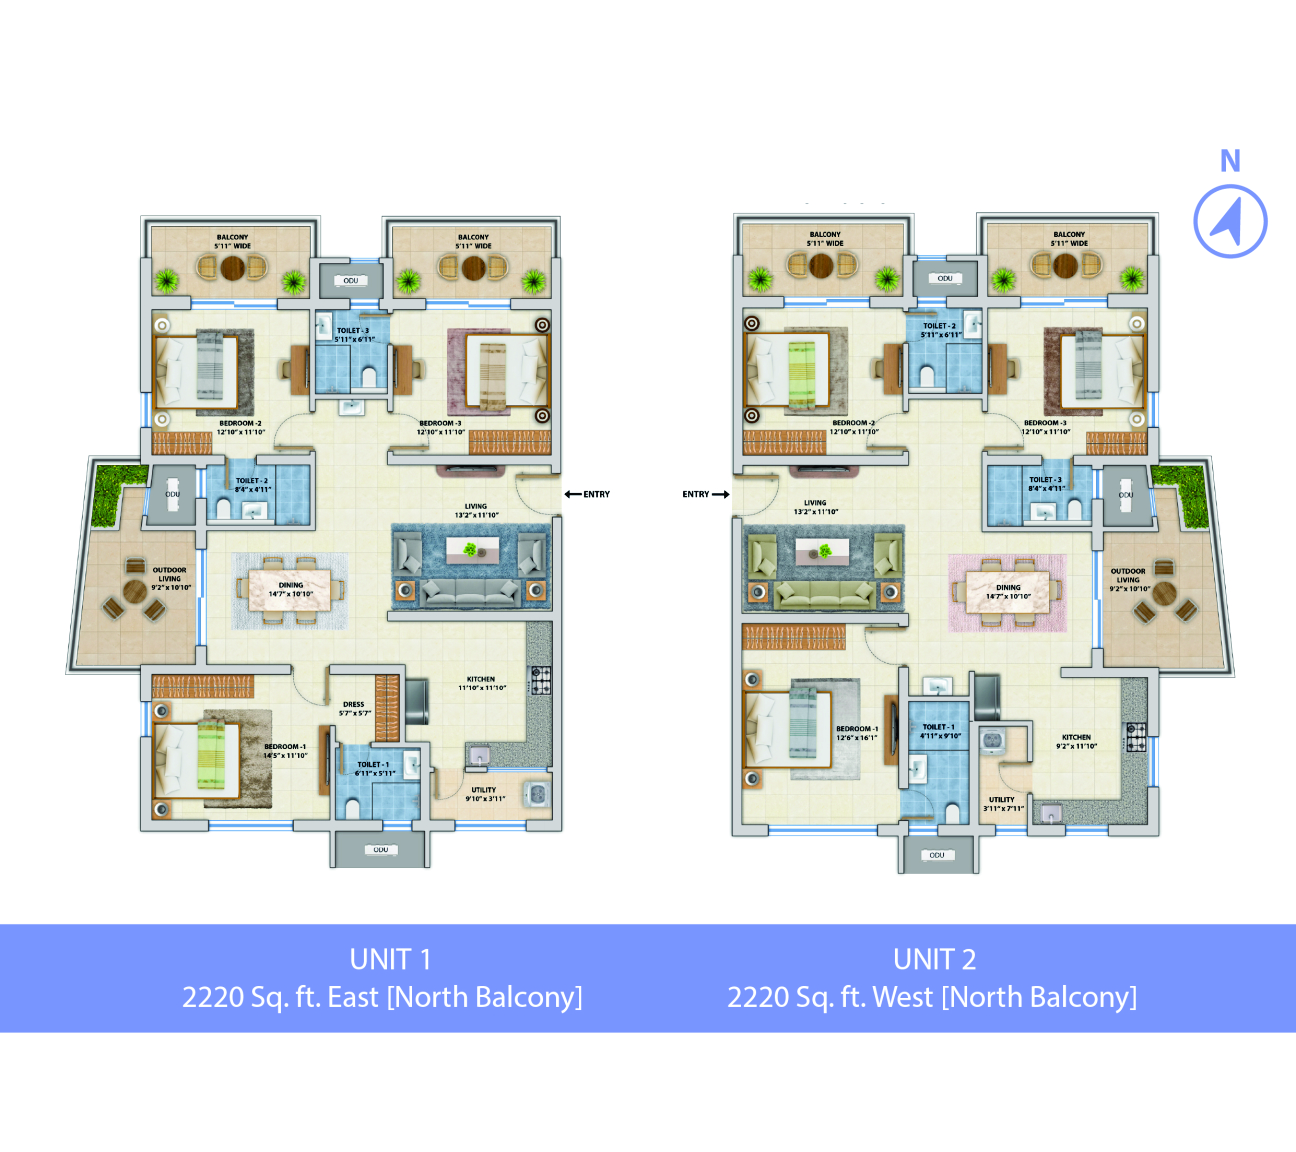 N
BALCONY
5'11" WIDE
BALCONY
5'11" WIDE
ODU
TOILET - 3
5'11" x 6'11"
BEDROOM -2
12'10" x 11'10"
BEDROOM -3
12'10" x 11'10"
ODU
TOILET - 2
8'4" x 4'11"
LIVING
13'2" x 11'10"
ENTRY
OUTDOOR
LIVING
9'2" x 10'10"
DINING
14'7" x 10'10"
KITCHEN
11'10" x 11'10"
DRESS
5'7" x 5'7"
BEDROOM -1
14'5" x 11'10"
TOILET - 1
6'11" x 5'11"
UTILITY
9'10" x 3'11"
ODU
BALCONY
5'11" WIDE
BALCONY
5'11" WIDE
ODU
TOILET - 2
5'11" x 6'11"
BEDROOM -2
12'10" x 11'10"
BEDROOM -3
12'10" x 11'10"
ENTRY
LIVING
13'2" x 11'10"
TOILET - 3
8'4" x 4'11"
ODU
OUTDOOR
LIVING
9'2" x 10'10"
DINING
14'7" x 10'10"
BEDROOM -1
12'6" x 16'1"
TOILET - 1
4'11" x 9'10"
KITCHEN
9'2" x 11'10"
UTILITY
3'11" x 7'11"
ODU
UNIT 1
2220 Sq. ft. East [North Balcony]
UNIT 2
2220 Sq. ft. West [North Balcony]